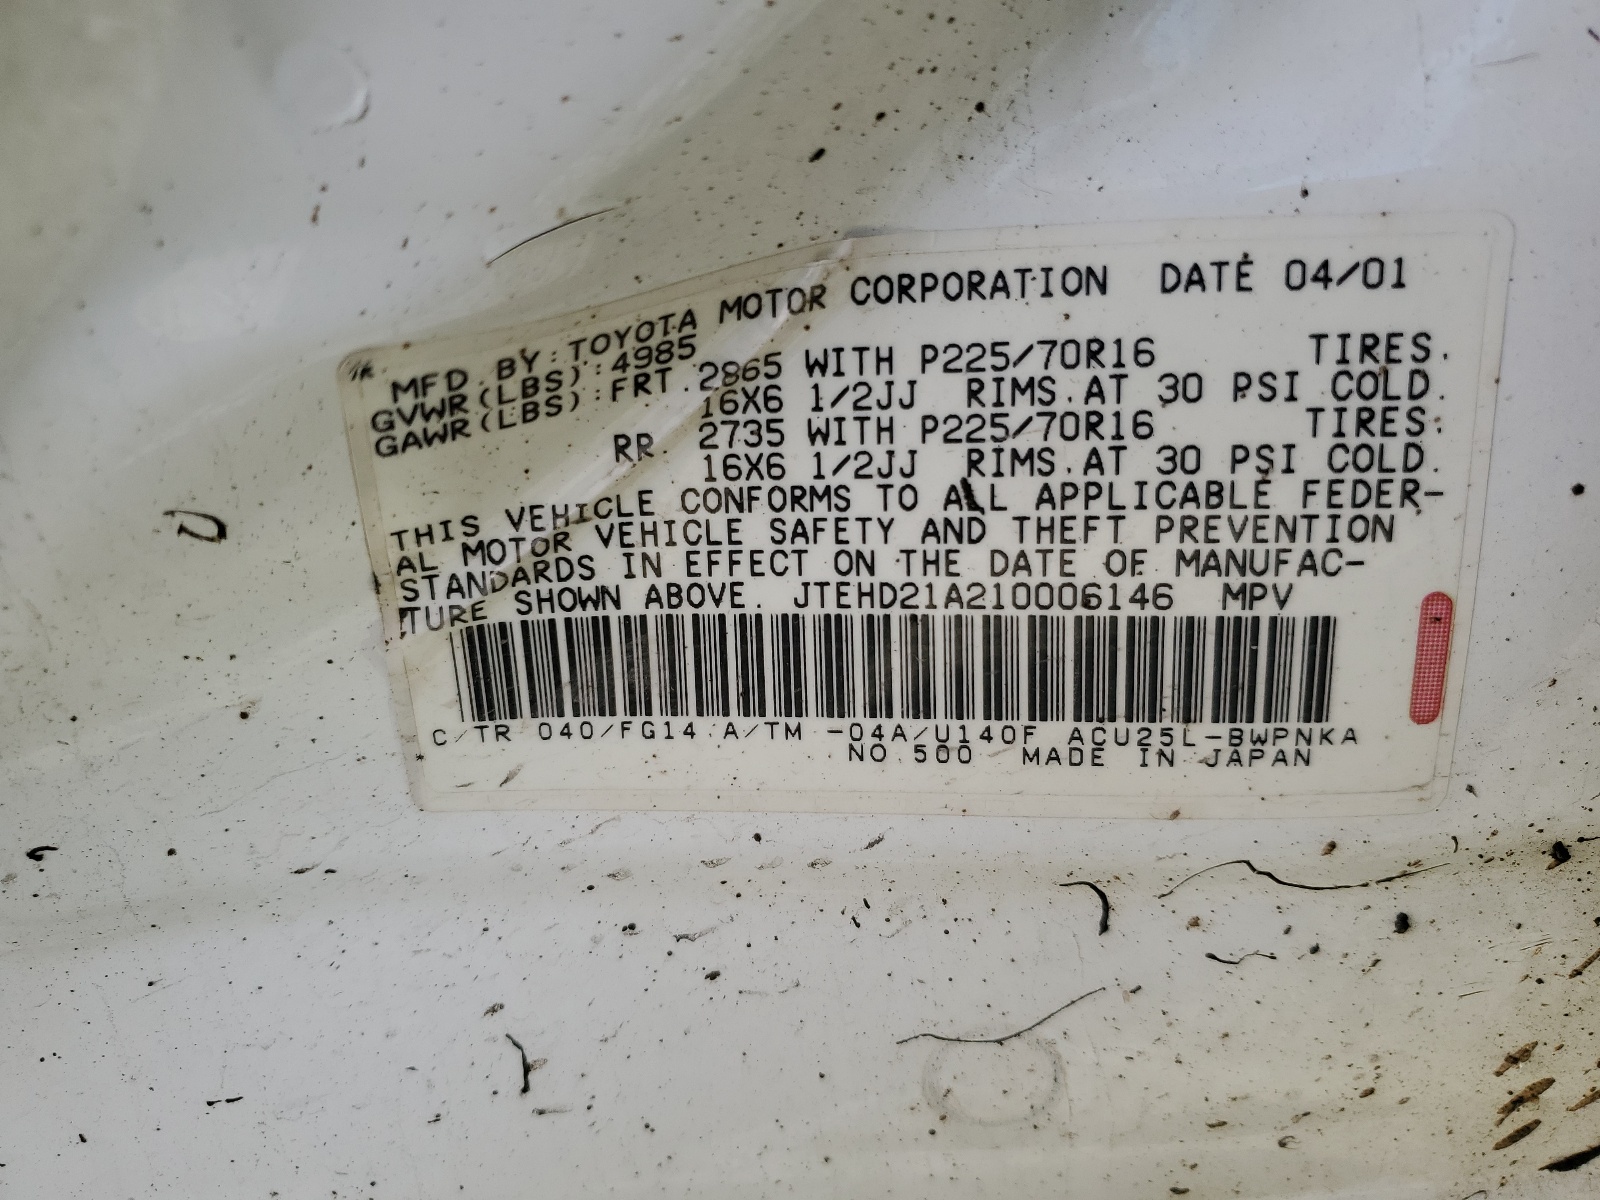 MFD. BY: TOYOTA MOTOR CORPORATION DATE 04/01
GVWR(LBS):4985
GAWR(LBS):FRT.2865 WITH P225/70R16 TIRES.
16X6 1/2JJ RIMS.AT 30 PSI COLD.
RR. 2735 WITH P225/70R16 TIRES.
16X6 1/2JJ RIMS.AT 30 PSI COLD.
THIS VEHICLE CONFORMS TO ALL APPLICABLE FEDER-
AL MOTOR VEHICLE SAFETY AND THEFT PREVENTION
STANDARDS IN EFFECT ON THE DATE OF MANUFAC-
TURE SHOWN ABOVE. JTEHD21A210006146 MPV
C/TR 040/FG14 A/TM -04A/U140F ACU25L-BWPNKA
* NO.500 MADE IN JAPAN